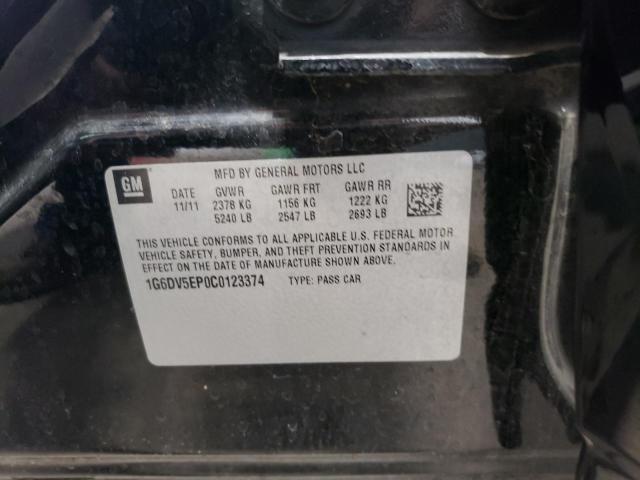 MFD BY GENERAL MOTORS LLC
GM
DATE GVWR GAWR FRT GAWR RR
11/11 2378 KG 1156 KG 1222 KG
5240 LB 2547 LB 2693 LB
THIS VEHICLE CONFORMS TO ALL APPLICABLE U.S. FEDERAL MOTOR
VEHICLE SAFETY, BUMPER, AND THEFT PREVENTION STANDARDS IN
EFFECT ON THE DATE OF MANUFACTURE SHOWN ABOVE.
1G6DV5EP0C0123374 TYPE: PASS CAR